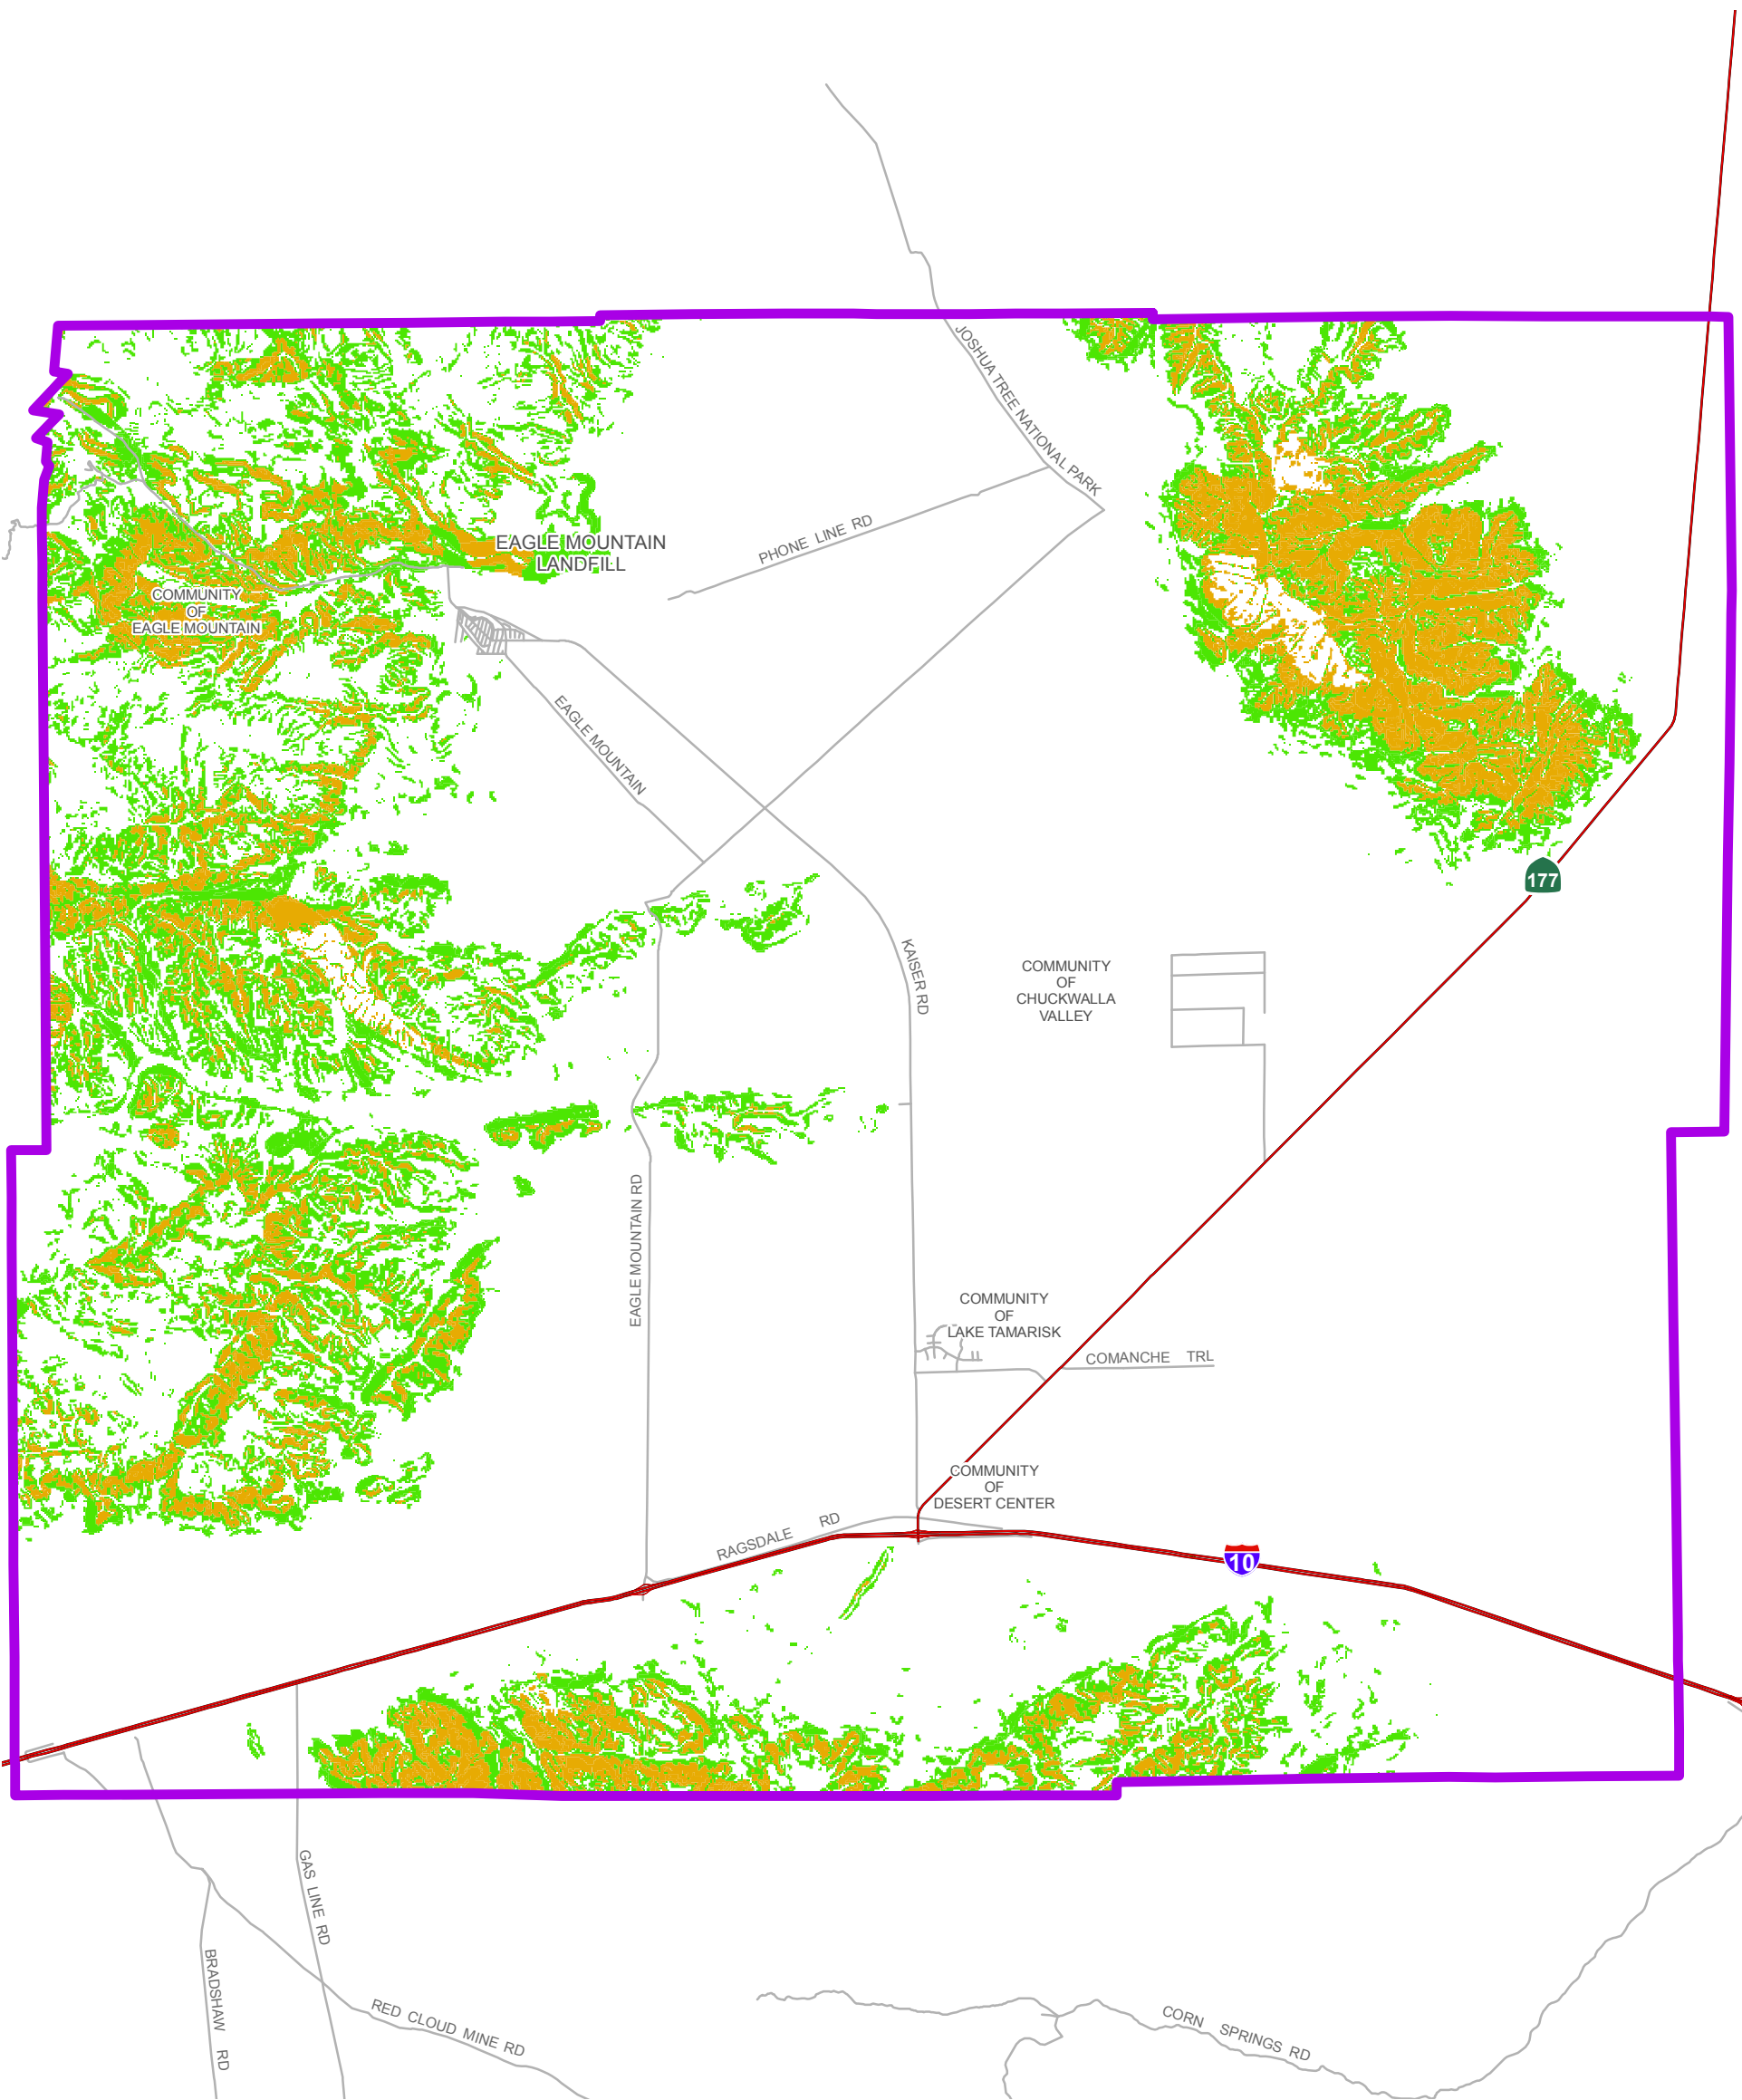 JOSHUA TREE NATIONAL PARK
EAGLE MOUNTAIN
LANDFILL
PHONE LINE RD
COMMUNITY
OF
EAGLE MOUNTAIN
EAGLE MOUNTAIN
177
KAISER RD
COMMUNITY
OF
CHUCKWALLA
VALLEY
EAGLE MOUNTAIN RD
COMMUNITY
OF
LAKE TAMARISK
COMANCHE TRL
COMMUNITY
OF
DESERT CENTER
RAGSDALE RD
10
GAS LINE RD
BRADSHAW RD
RED CLOUD MINE RD
CORN SPRINGS RD